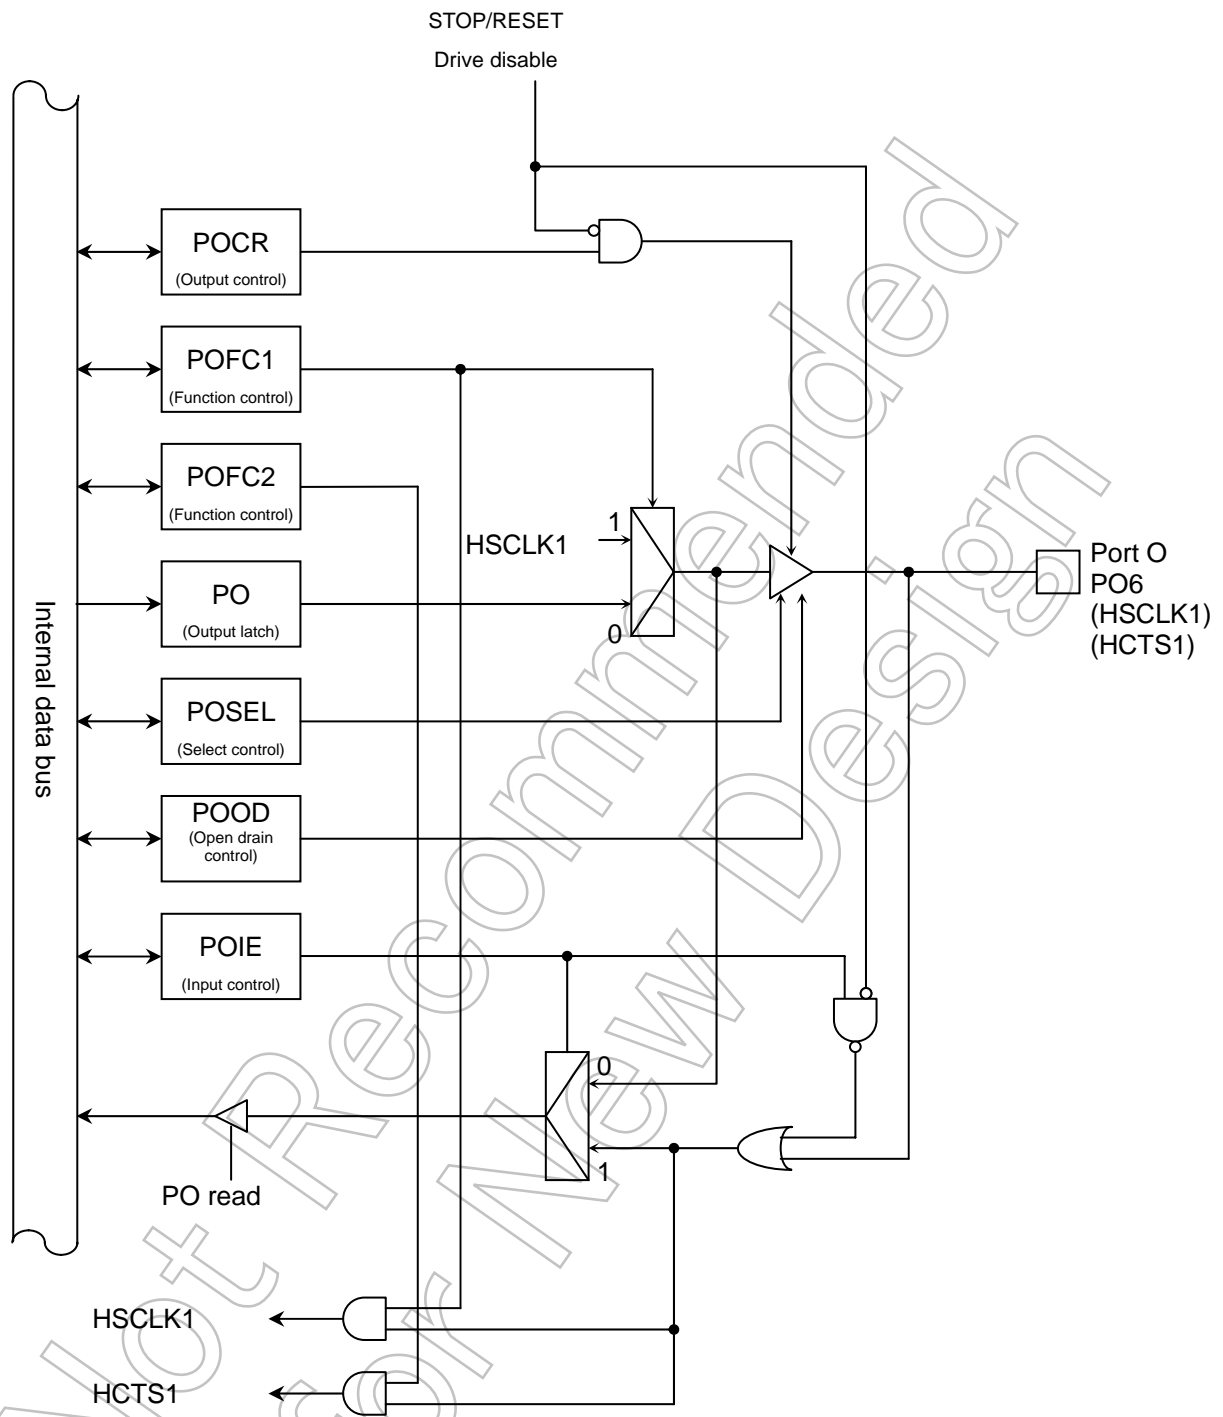 STOP/RESET
Drive disable
POCR
(Output control)
POFC1
(Function control)
POFC2
(Function control)
1
HSCLK1
Port O
PO6
(HSCLK1)
(HCTS1)
PO
(Output latch)
0
Internal data bus
POSEL
(Select control)
POOD
(Open drain
control)
POIE
(Input control)
0
1
PO read
HSCLK1
HCTS1
Not Recommended
for New Design